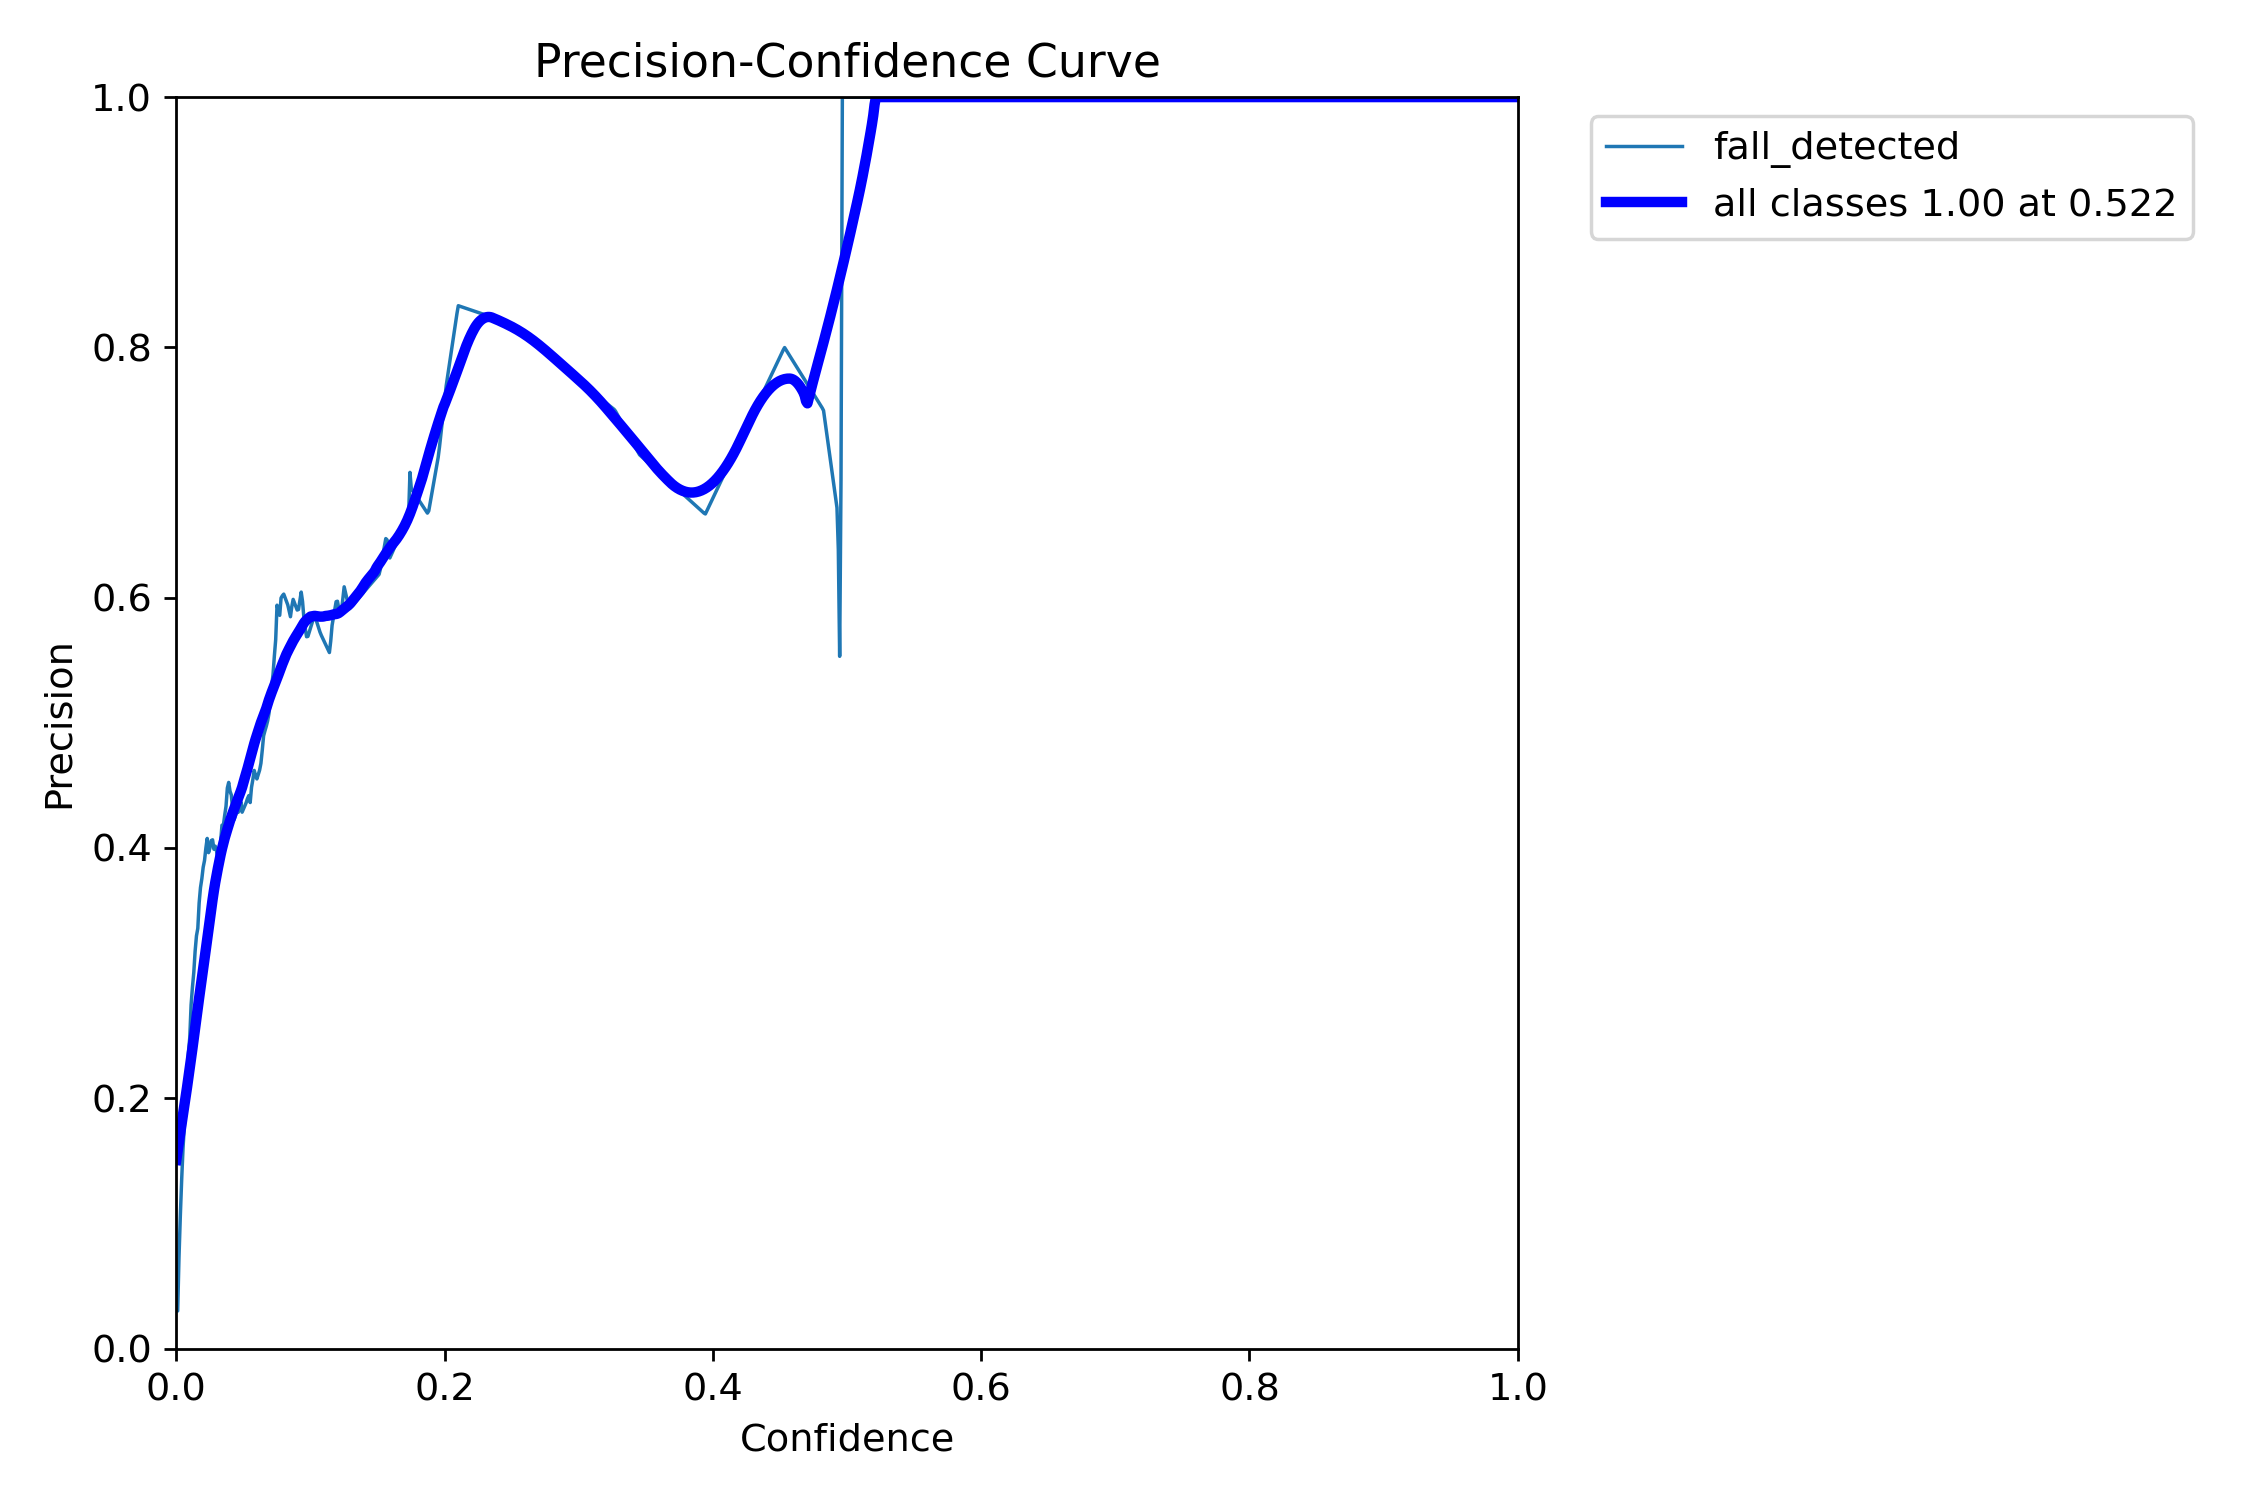 Precision-Confidence Curve
1.0
0.8
0.6
0.4
0.2
0.0
Precision
0.0 0.2 0.4 0.6 0.8 1.0
Confidence
fall_detected
all classes 1.00 at 0.522